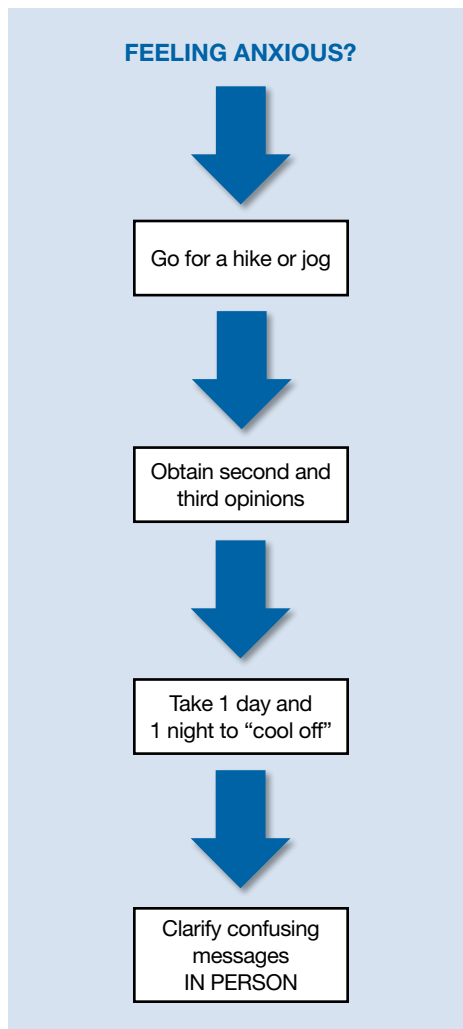 FEELING ANXIOUS?
Go for a hike or jog
Obtain second and
third opinions
Take 1 day and
1 night to “cool off”
Clarify confusing
messages
IN PERSON